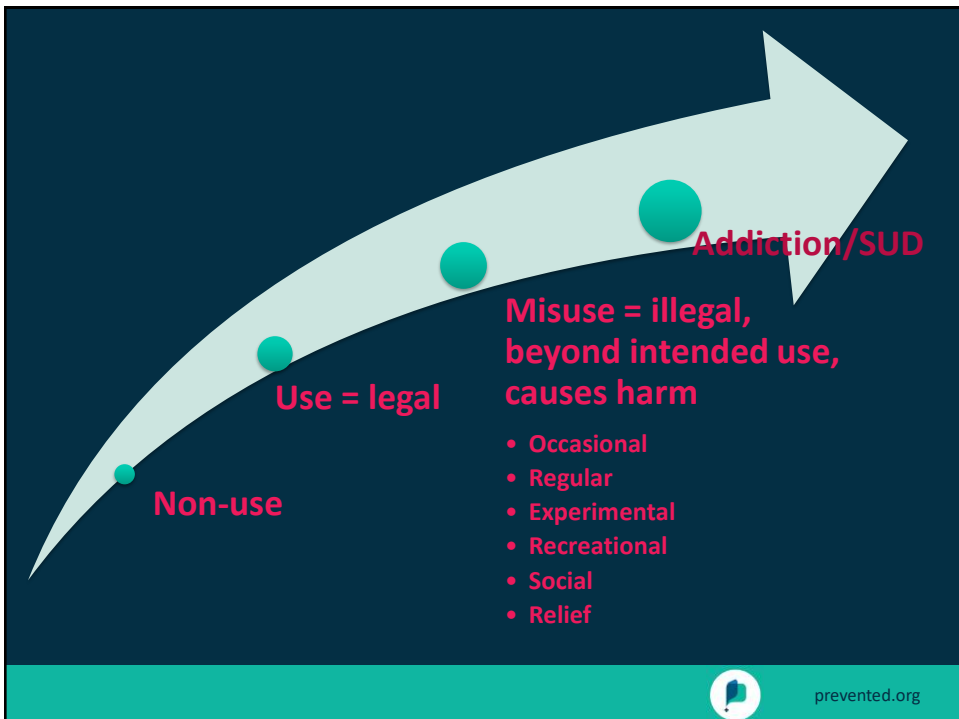 Non-use
Use = legal
Misuse = illegal,
beyond intended use,
causes harm
• Occasional
• Regular
• Experimental
• Recreational
• Social
• Relief
Addiction/SUD
prevented.org